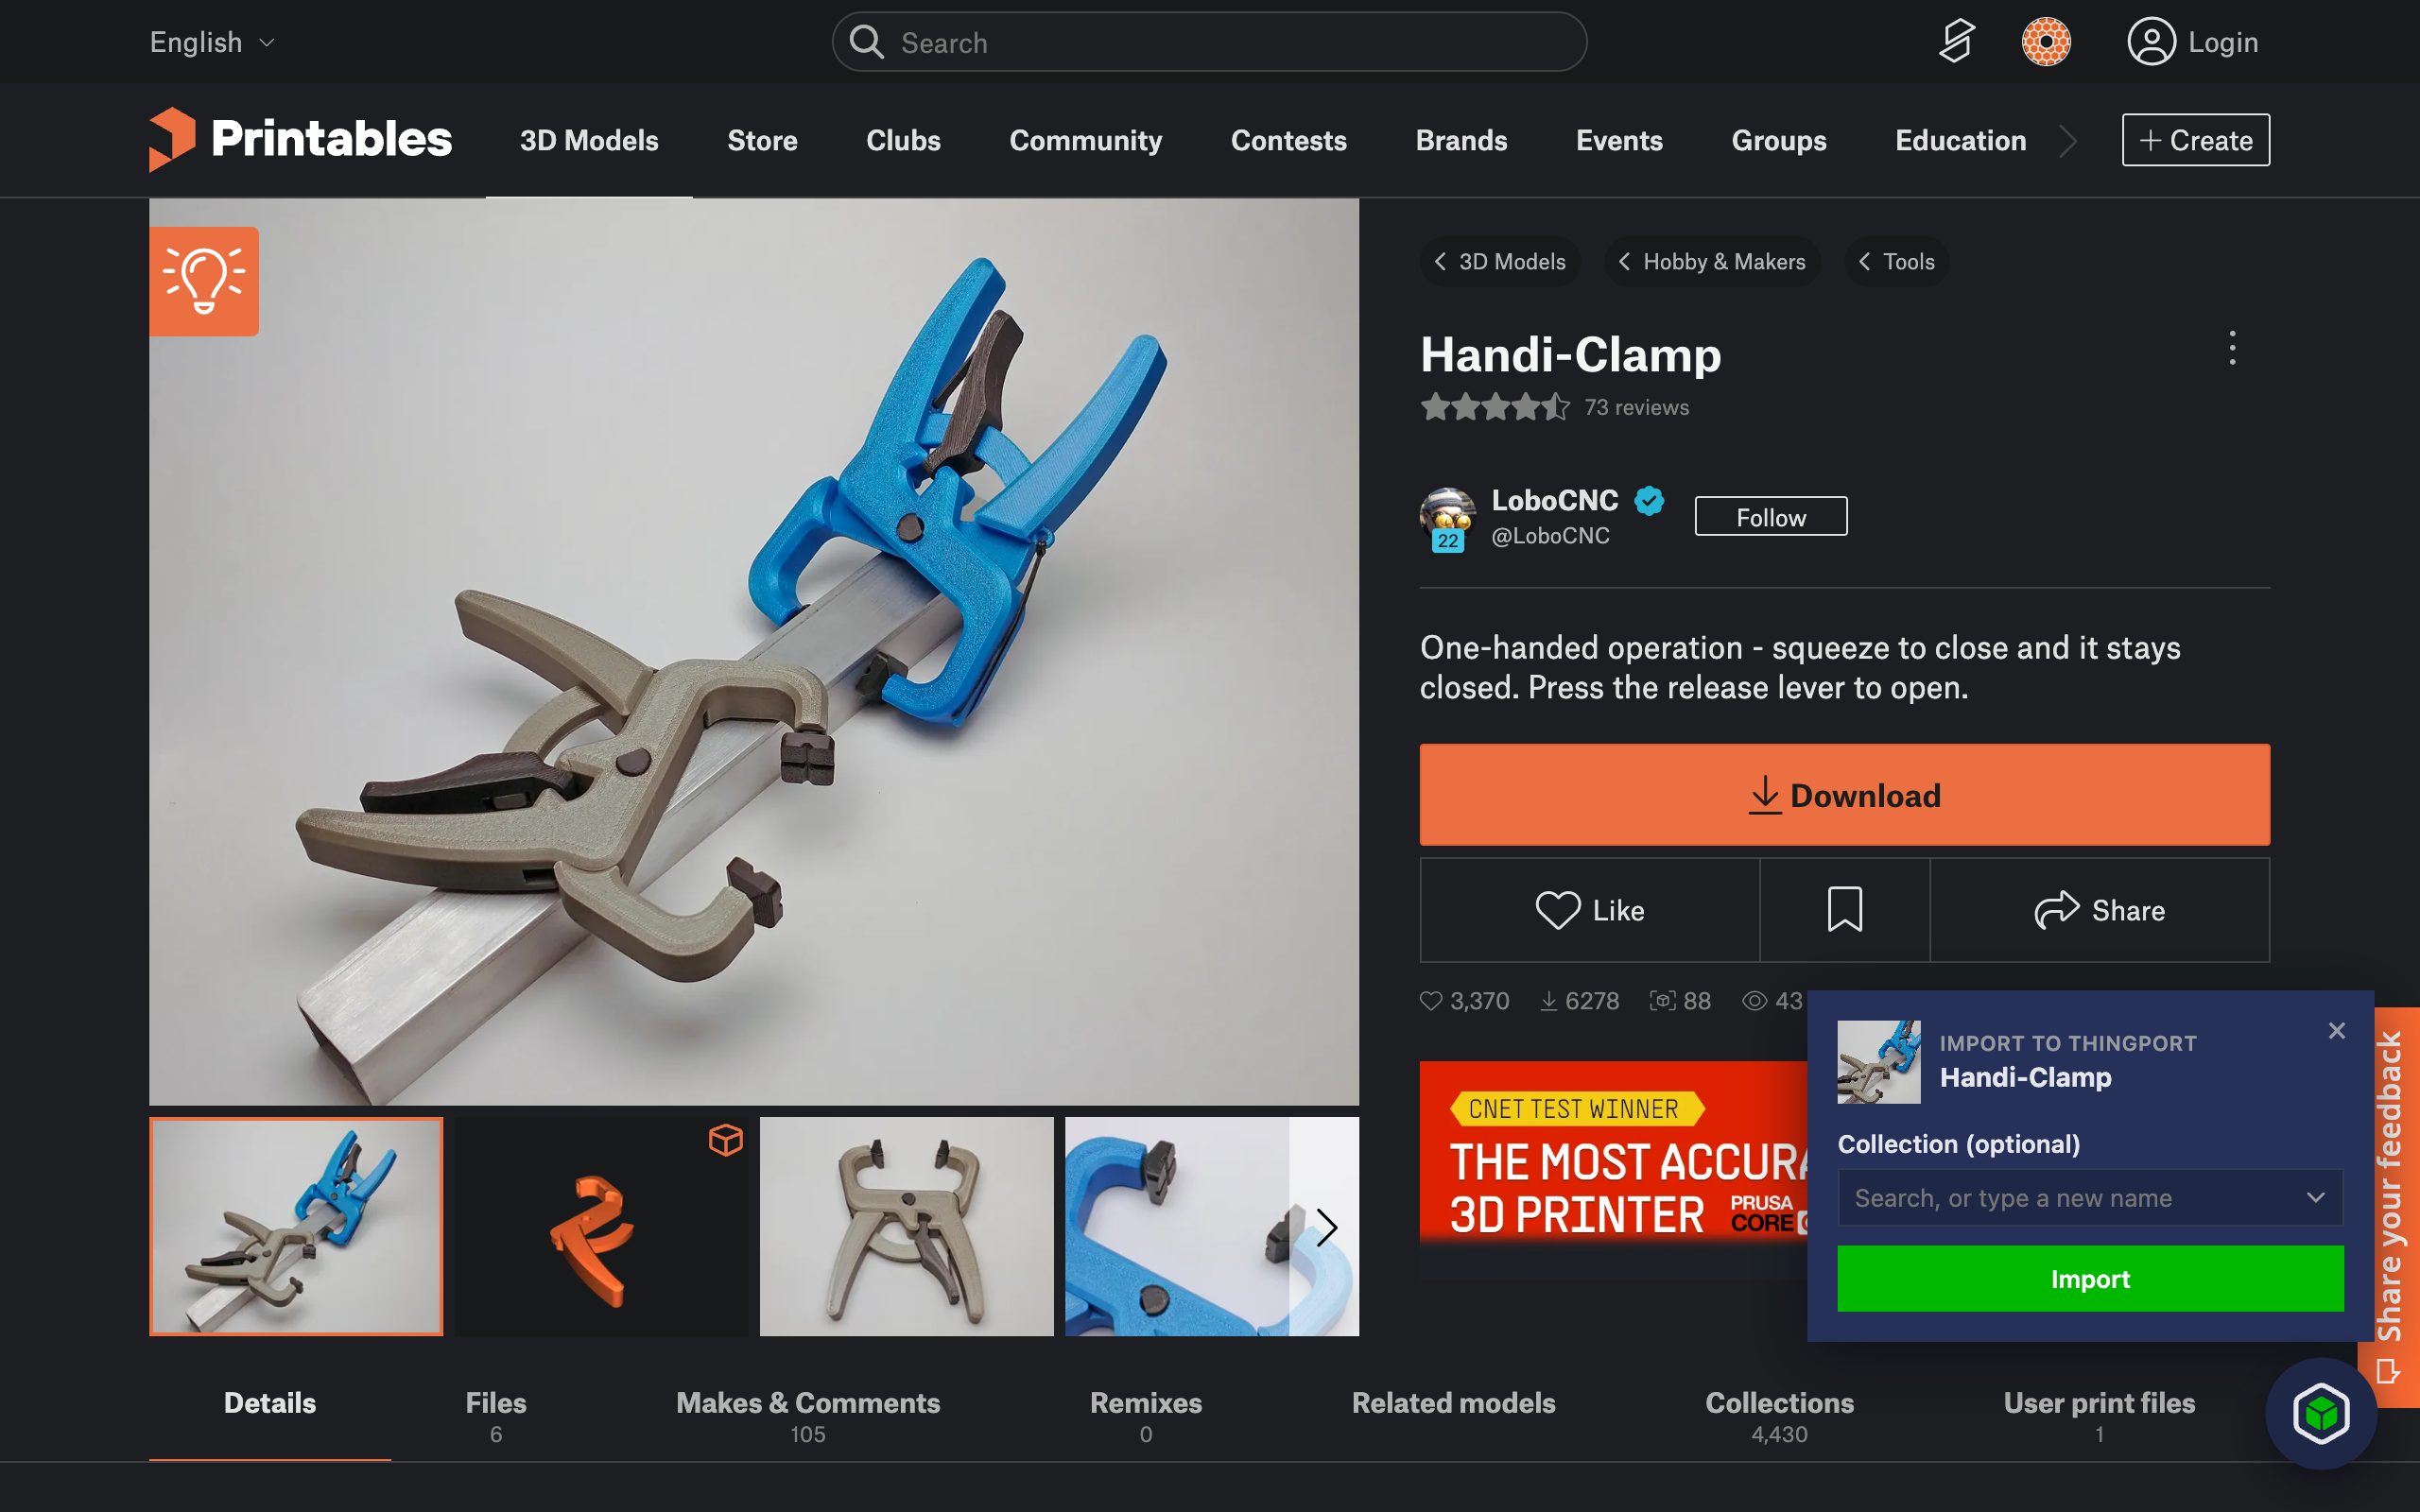 English
Search
Login
Printables
3D Models
Store
Clubs
Community
Contests
Brands
Events
Groups
Education
Create
3D Models
Hobby & Makers
Tools
Handi-Clamp
73 reviews
LoboCNC
@LoboCNC
22
Follow
One-handed operation - squeeze to close and it stays
closed. Press the release lever to open.
Download
Like
Share
3,370
6278
88
43
CNET TEST WINNER
THE MOST
3D PRINTER
PRUSA
CORE
IMPORT TO THINGPORT
Handi-Clamp
Collection (optional)
Search, or type a new name
Import
Share your feedback
Details
Files
6
Makes & Comments
105
Remixes
0
Related models
Collections
4,430
User print files
1